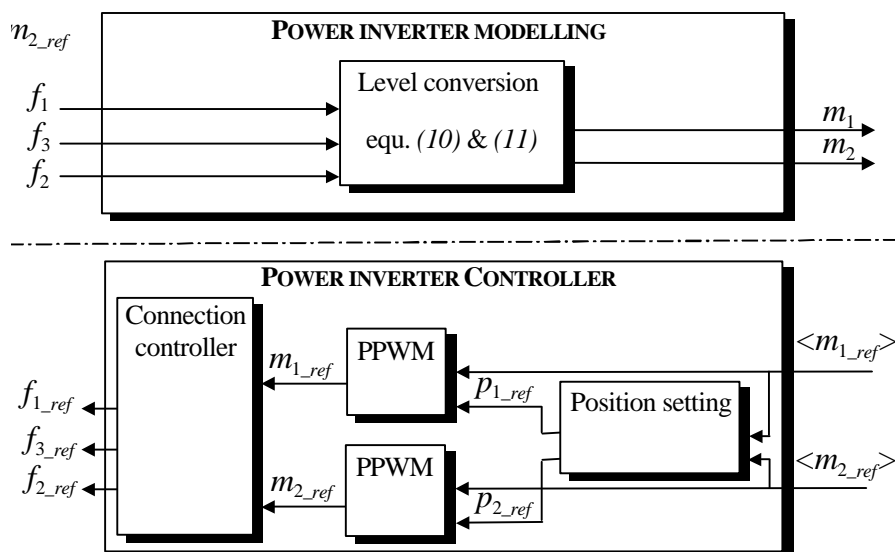 POWER INVERTER MODELLING
m2_ref
f1
f3
f2
Level conversion
equ. (10) & (11)
m1
m2
POWER INVERTER CONTROLLER
Connection
controller
PPWM
m1_ref
p1_ref
<m1_ref>
Position setting
f1_ref
f3_ref
f2_ref
PPWM
m2_ref
p2_ref
<m2_ref>